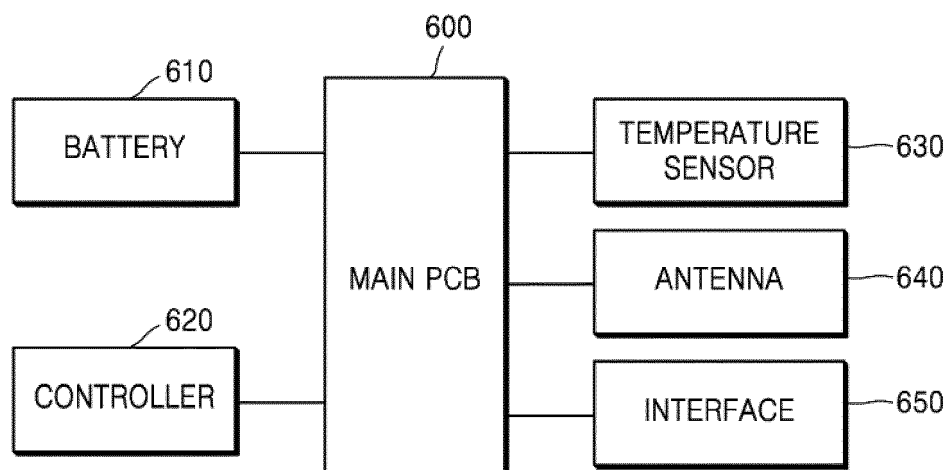 600
610
BATTERY
TEMPERATURE
SENSOR
630
MAIN PCB
ANTENNA
640
620
CONTROLLER
INTERFACE
650